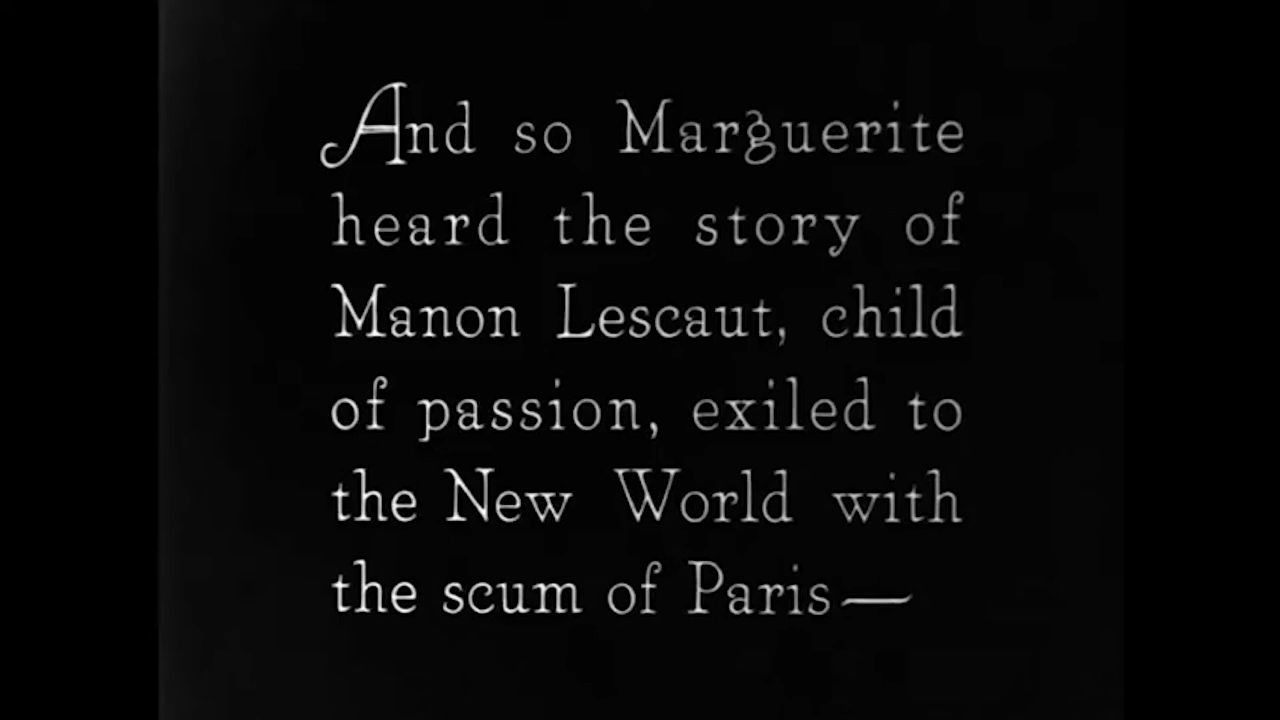 And so Marguerite
heard the story of
Manon Lescaut, child
of passion, exiled to
the New World with
the scum of Paris—